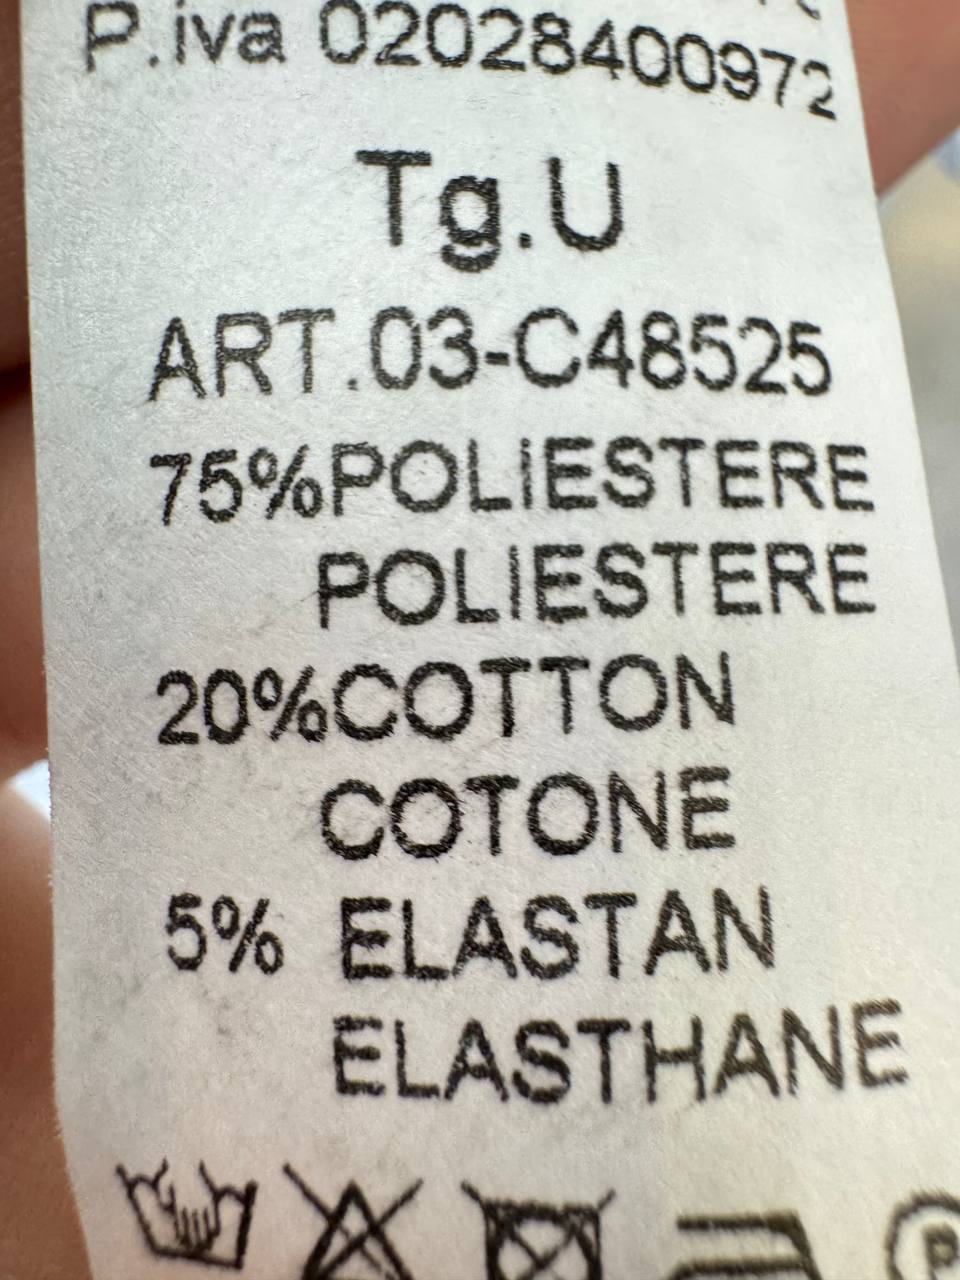 P.iva 02028400972
Tg.U
ART.03-C48525
75%POLIESTERE
POLIESTERE
20%COTTON
COTONE
5% ELASTAN
ELASTHANE
P